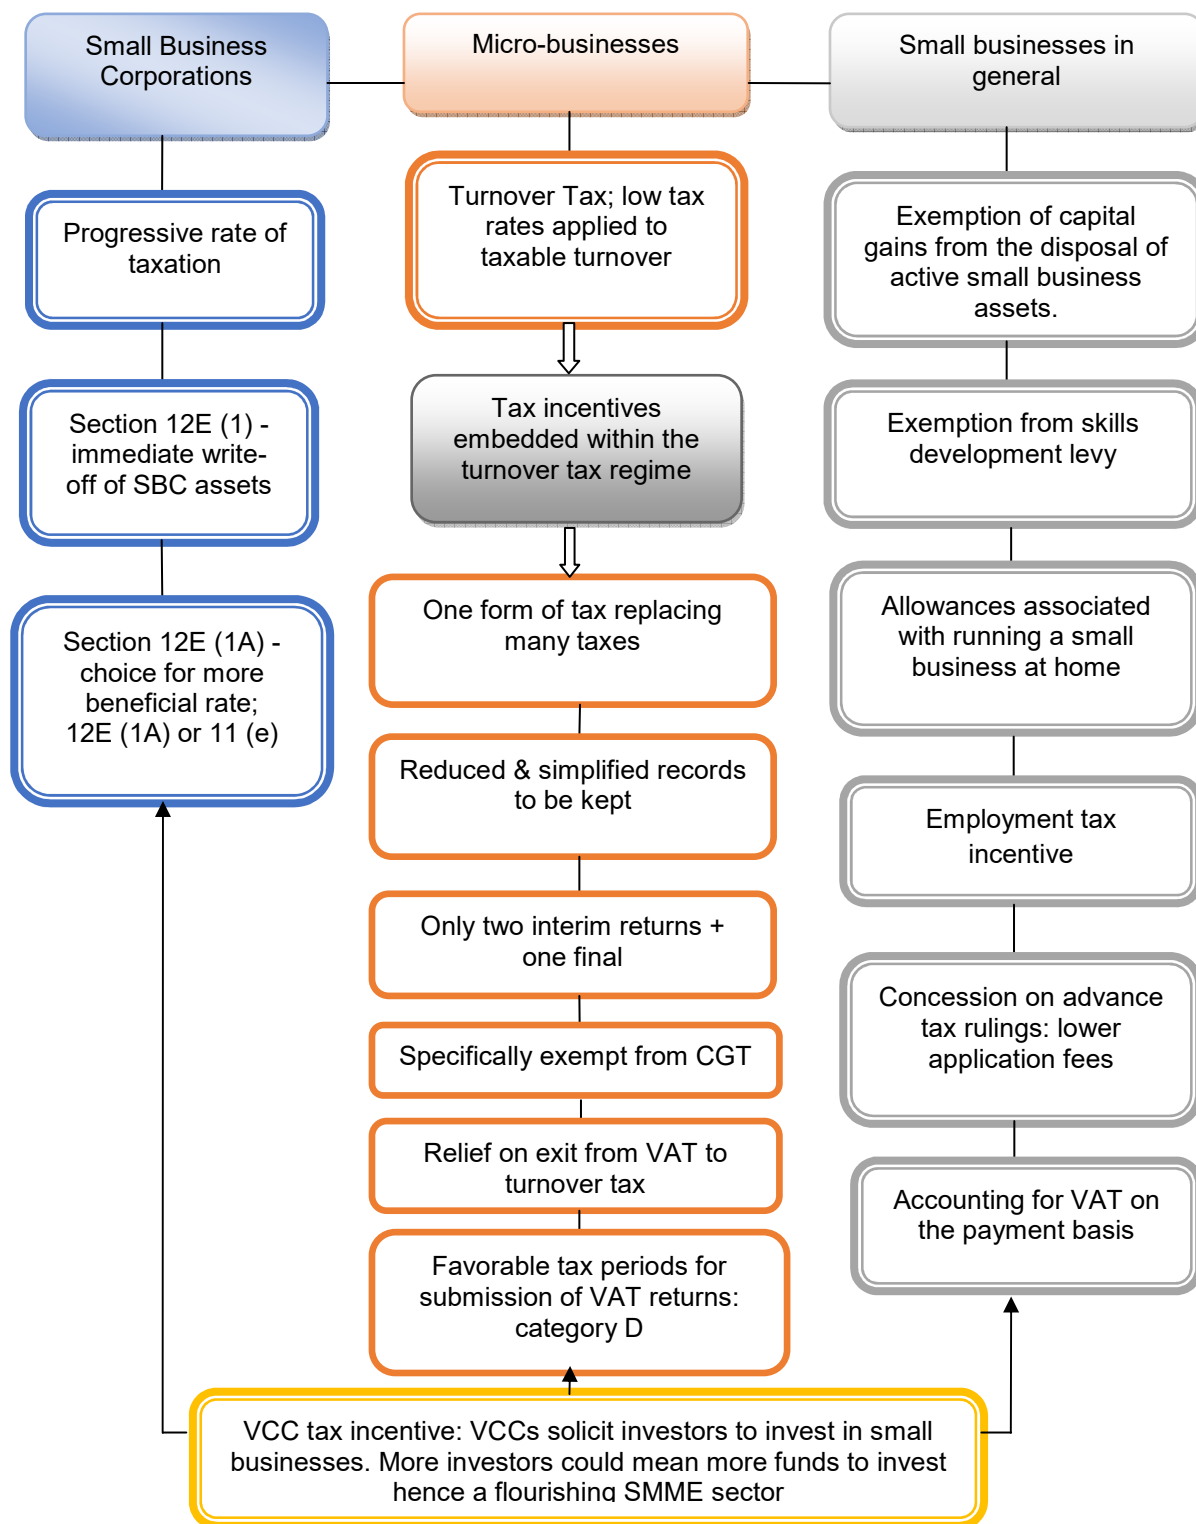 Small Business
Corporations
Micro-businesses
Small businesses in
general
Progressive rate of
taxation
Section 12E (1) -
immediate write-
off of SBC assets
Section 12E (1A) -
choice for more
beneficial rate;
12E (1A) or 11 (e)
Turnover Tax; low tax
rates applied to
taxable turnover
Tax incentives
embedded within the
turnover tax regime
One form of tax replacing
many taxes
Reduced & simplified records
to be kept
Only two interim returns +
one final
Specifically exempt from CGT
Relief on exit from VAT to
turnover tax
Favorable tax periods for
submission of VAT returns:
category D
Exemption of capital
gains from the disposal of
active small business
assets.
Exemption from skills
development levy
Allowances associated
with running a small
business at home
Employment tax
incentive
Concession on advance
tax rulings: lower
application fees
Accounting for VAT on
the payment basis
VCC tax incentive: VCCs solicit investors to invest in small
businesses. More investors could mean more funds to invest
hence a flourishing SMME sector